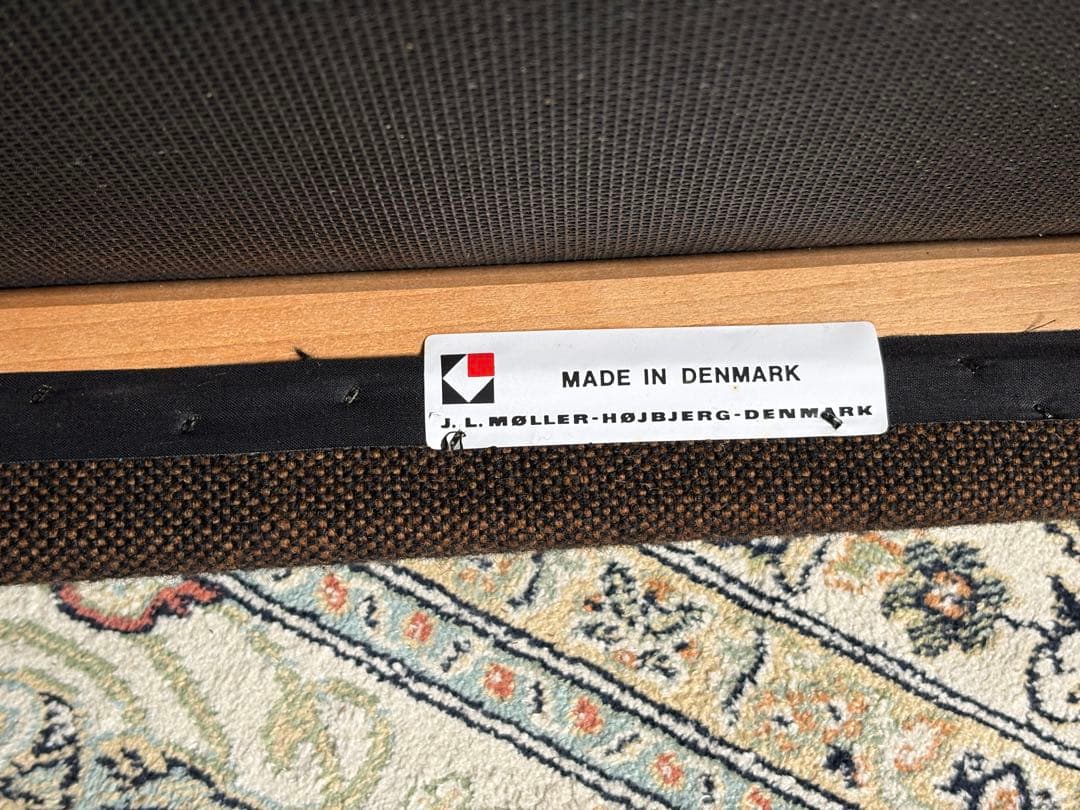 MADE IN DENMARK
J. L. MØLLER-HØJBJERG-DENMARK